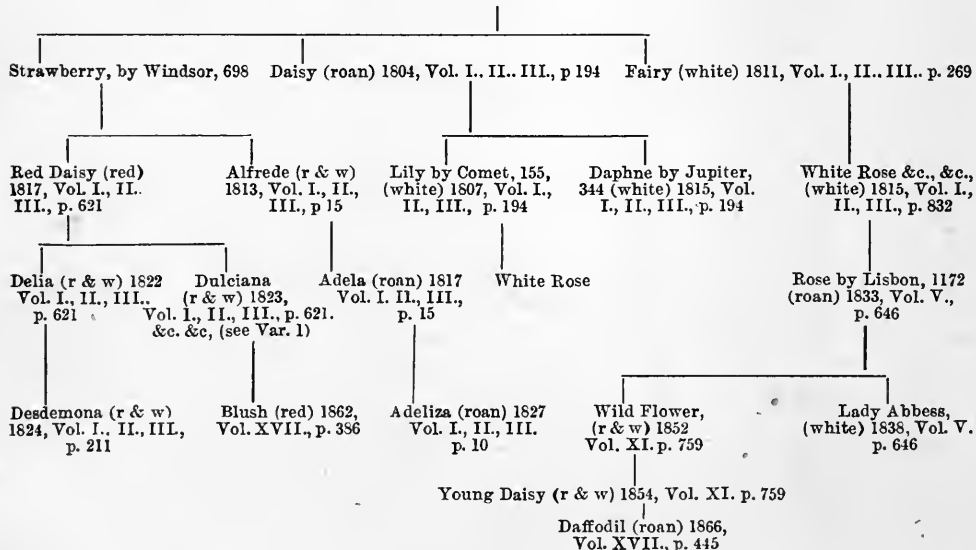 Strawberry, by Windsor, 698 Daisy (roan) 1804, Vol. I.. II.. III., p 194 Fairy (white) 1811, Vol. I., II.. III.. p. 269
Red Daisy (red)
1817, Vol. I., II..
III., p. 621
Alfrede (r & w)
1813, Vol. I., II.,
III., p 15
Lily by Comet, 155,
(white) 1807, Vol. I.,
II., III., p. 194
Daphne by Jupiter,
344 (white) 1815, Vol.
I., II., III., p. 194
White Rose &c., &c.,
(white) 1815, Vol. I.,
II., III., p. 832
Delia (r & w) 1822
Vol. I., II., III..
p. 621
Dulciana
(r & w) 1823,
Vol. I., II., III., p. 621.
&c. &c, (see Var. 1)
Adela (roan) 1817
Vol. I. II., III.,
p. 15
White Rose
Rose by Lisbon, 1172
(roan) 1833, Vol. V.,
p. 646
Desdemona (r & w)
1824, Vol. I., II., III.,
p. 211
Blush (red) 1862,
Vol. XVII., p. 386
Adeliza (roan) 1827
Vol. I., II., III.
p. 10
Wild Flower,
(r & w) 1852
Vol. XI. p. 759
Lady Abbess,
(white) 1838, Vol. V.
p. 646
Young Daisy (r & w) 1854, Vol. XI. p. 759
Daffodil (roan) 1866,
Vol. XVII., p. 445